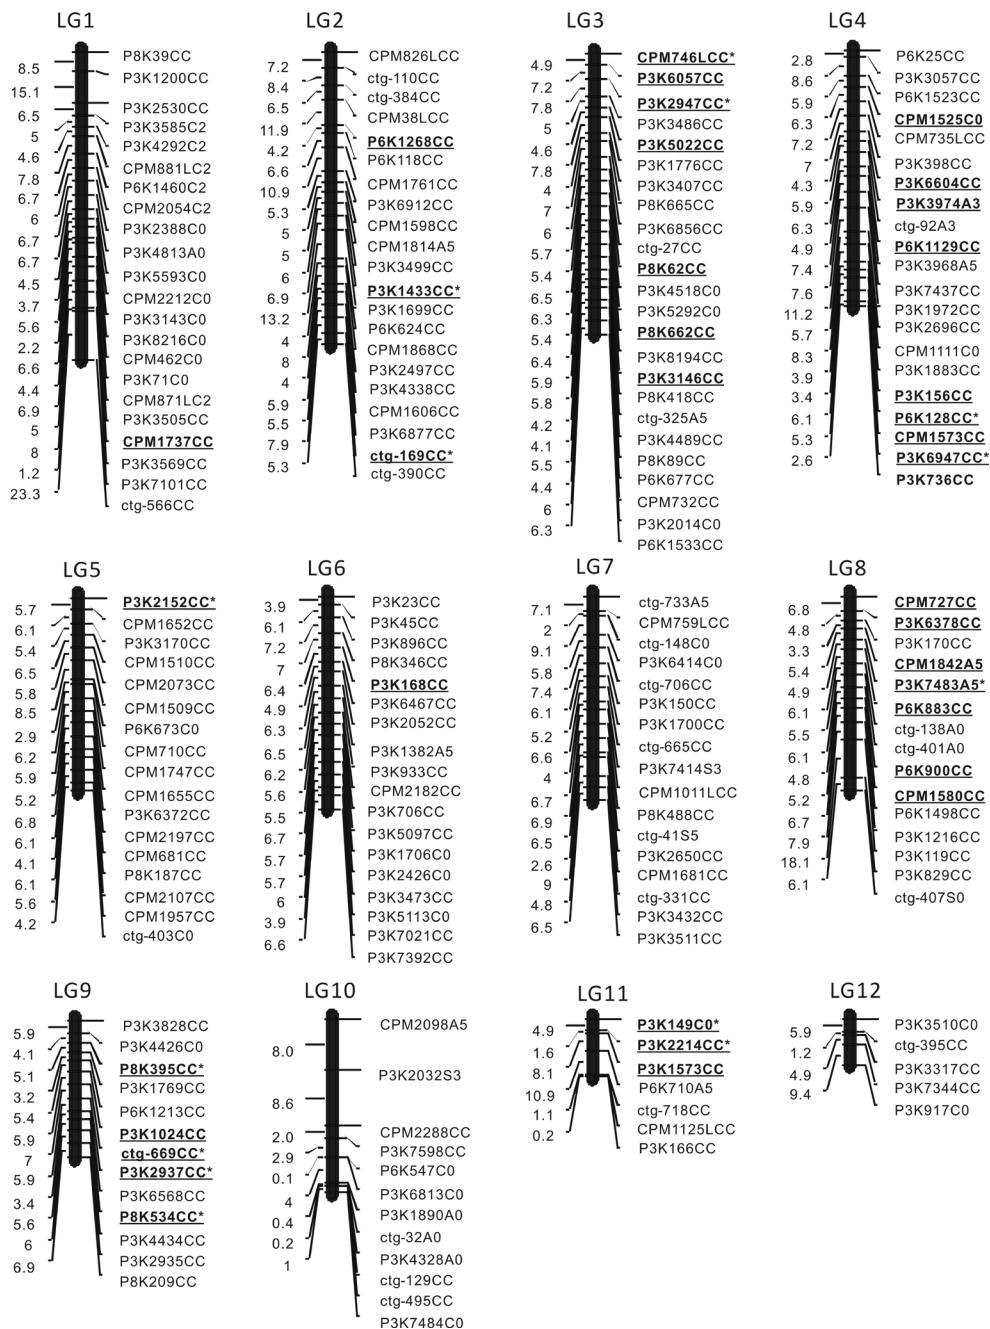 LG1
8.5
15.1
6.5
5
4.6
7.8
6.7
6
6.7
6.7
4.5
3.7
5.6
2.2
6.6
4.4
6.9
5
8
1.2
23.3
P8K39CC
P3K1200CC
P3K2530CC
P3K3585C2
P3K4292C2
CPM881LC2
P6K1460C2
CPM2054C2
P3K2388C0
P3K4813A0
P3K5593C0
CPM2212C0
P3K3143C0
P3K8216C0
CPM462C0
P3K71C0
CPM871LC2
P3K3505CC
CPM1737CC
P3K3569CC
P3K7101CC
ctg-566CC
LG2
7.2
8.4
6.5
11.9
4.2
6.6
10.9
5.3
5
5
6
6.9
13.2
4
8
4
5.9
5.5
7.9
5.3
CPM826LCC
ctg-110CC
ctg-384CC
CPM38LCC
P6K1268CC
P6K118CC
CPM1761CC
P3K6912CC
CPM1598CC
CPM1814A5
P3K3499CC
P3K1433CC*
P3K1699CC
P6K624CC
CPM1868CC
P3K2497CC
P3K4338CC
CPM1606CC
P3K6877CC
ctg-169CC*
ctg-390CC
LG3
4.9
7.2
7.8
5
4.6
7.8
4
7
6
5.7
5.4
6.5
6.3
5.4
6.4
5.9
5.8
4.2
4.1
5.5
4.4
6
6.3
CPM746LCC*
P3K6057CC
P3K2947CC*
P3K3486CC
P3K5022CC
P3K1776CC
P3K3407CC
P8K665CC
P3K6856CC
ctg-27CC
P8K62CC
P3K4518C0
P3K5292C0
P8K662CC
P3K8194CC
P3K3146CC
P8K418CC
ctg-325A5
P3K4489CC
P8K89CC
P6K677CC
CPM732CC
P3K2014C0
P6K1533CC
LG4
2.8
8.6
5.9
6.3
7.2
7
4.3
5.9
6.3
4.9
7.4
7.6
11.2
5.7
8.3
3.9
3.4
6.1
5.3
2.6
P6K25CC
P3K3057CC
P6K1523CC
CPM1525C0
CPM735LCC
P3K398CC
P3K6604CC
P3K3974A3
ctg-92A3
P6K1129CC
P3K3968A5
P3K7437CC
P3K1972CC
P3K2696CC
CPM1111C0
P3K1883CC
P3K156CC
P6K128CC*
CPM1573CC
P3K6947CC*
P3K736CC
LG5
5.7
6.1
5.4
6.5
5.8
8.5
2.9
6.2
5.9
5.2
6.8
6.1
4.1
6.1
5.6
4.2
P3K2152CC*
CPM1652CC
P3K3170CC
CPM1510CC
CPM2073CC
CPM1509CC
P6K673C0
CPM710CC
CPM1747CC
CPM1655CC
P3K6372CC
CPM2197CC
CPM681CC
P8K187CC
CPM2107CC
CPM1957CC
ctg-403C0
LG6
3.9
6.1
7.2
7
6.4
4.9
6.3
6.5
6.2
5.6
5.5
6.7
5.7
5.7
6
3.9
6.6
P3K23CC
P3K45CC
P3K896CC
P8K346CC
P3K168CC
P3K6467CC
P3K2052CC
P3K1382A5
P3K933CC
CPM2182CC
P3K706CC
P3K5097CC
P3K1706C0
P3K2426C0
P3K3473CC
P3K5113C0
P3K7021CC
P3K7392CC
LG7
7.1
2
9.1
5.8
7.4
6.1
5.2
6.6
4
6.7
6.9
6.5
2.6
9
4.8
6.5
ctg-733A5
CPM759LCC
ctg-148C0
P3K6414C0
ctg-706CC
P3K150CC
P3K1700CC
ctg-665CC
P3K7414S3
CPM1011LCC
P8K488CC
ctg-41S5
P3K2650CC
CPM1681CC
ctg-331CC
P3K3432CC
P3K3511CC
LG8
6.8
4.8
3.3
5.4
4.9
6.1
5.5
6.1
4.8
5.2
6.7
7.9
18.1
6.1
CPM727CC
P3K6378CC
P3K170CC
CPM1842A5
P3K7483A5*
P6K883CC
ctg-138A0
ctg-401A0
P6K900CC
CPM1580CC
P6K1498CC
P3K1216CC
P3K119CC
P3K829CC
ctg-407S0
LG9
5.9
4.1
5.1
3.2
5.4
5.9
7
5.9
3.4
5.6
6
6.9
P3K3828CC
P3K4426C0
P8K395CC*
P3K1769CC
P6K1213CC
P3K1024CC
ctg-669CC*
P3K2937CC*
P3K6568CC
P8K534CC*
P3K4434CC
P3K2935CC
P8K209CC
LG10
8.0
8.6
2.0
2.9
0.1
4
0.4
0.2
1
CPM2098A5
P3K2032S3
CPM2288CC
P3K7598CC
P6K547C0
P3K6813C0
P3K1890A0
ctg-32A0
P3K4328A0
ctg-129CC
ctg-495CC
P3K7484C0
LG11
4.9
1.6
8.1
10.9
1.1
0.2
P3K149C0*
P3K2214CC*
P3K1573CC
P6K710A5
ctg-718CC
CPM1125LCC
P3K166CC
LG12
5.9
1.2
4.9
9.4
P3K3510C0
ctg-395CC
P3K3317CC
P3K7344CC
P3K917C0